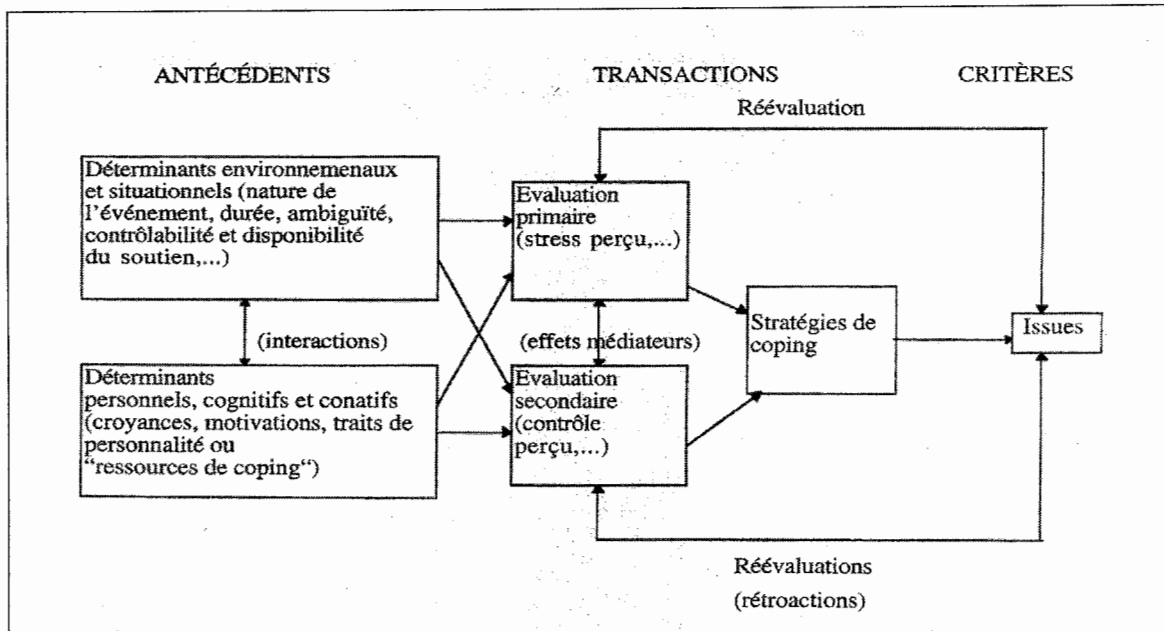 ANTÉCÉDENTS
TRANSACTIONS
CRITÈRES
Réévaluation
Déterminants environnemenaux
et situationnels (nature de
l'événement, durée, ambiguïté,
contrôlabilité et disponibilité
du soutien,...)
Evaluation
primaire
(stress perçu,...)
(interactions)
(effets médiateurs)
Stratégies de
coping
Issues
Déterminants
personnels, cognitifs et conatifs
(croyances, motivations, traits de
personnalité ou
“ressources de coping“)
Evaluation
secondaire
(contrôle
perçu,...)
Réévaluations
(rétroactions)